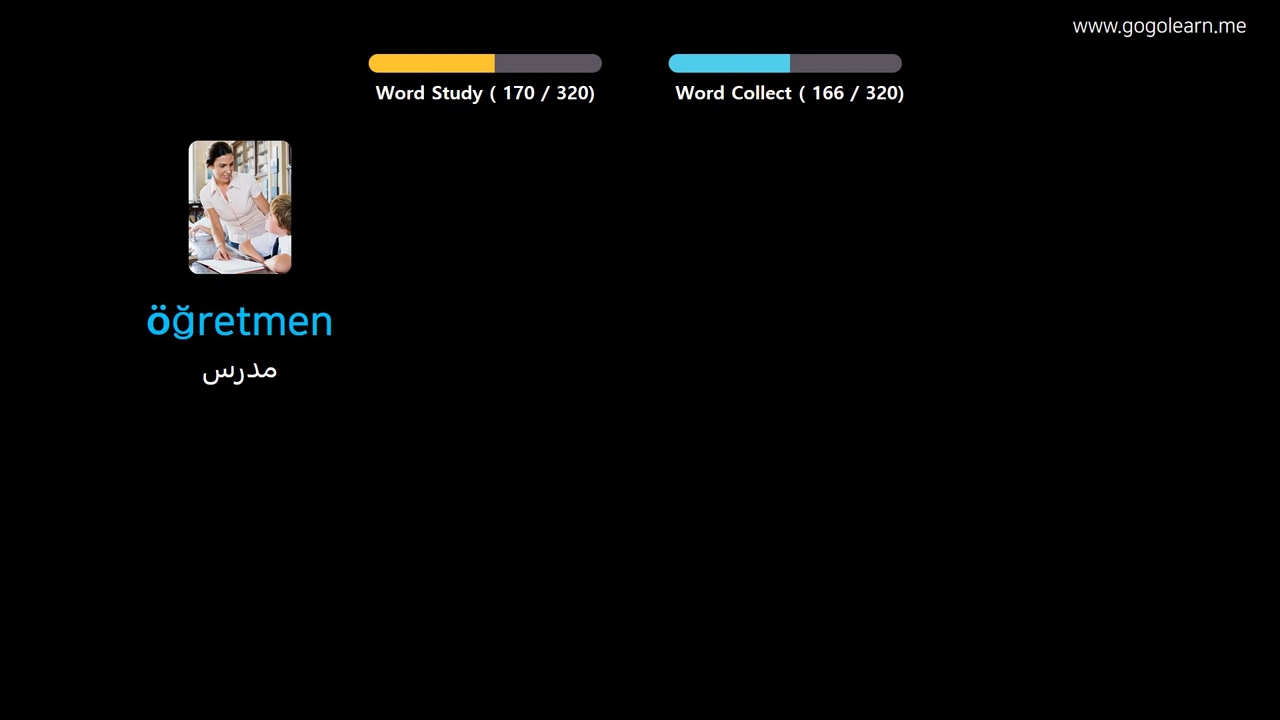 www.gogolearn.me
Word Study ( 170 / 320)
Word Collect ( 166 / 320)
öğretmen
مدرس